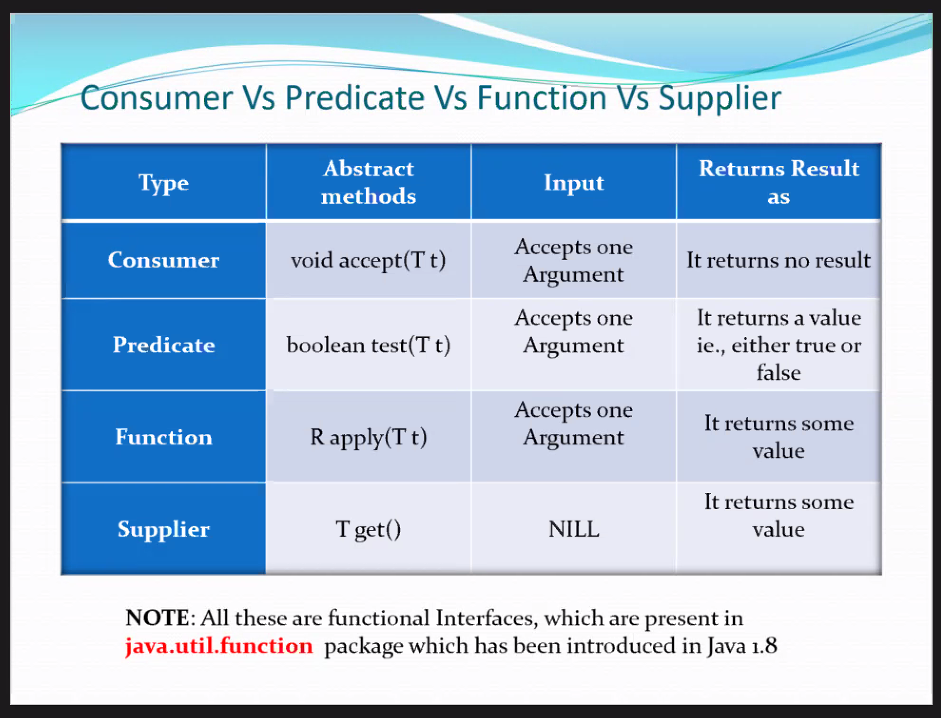 Consumer Vs Predicate Vs Function Vs Supplier
Type
Abstract
methods
Input
Returns Result
as
Consumer
void accept(T t)
Accepts one
Argument
It returns no result
Predicate
boolean test(T t)
Accepts one
Argument
It returns a value
ie., either true or
false
Function
R apply(T t)
Accepts one
Argument
It returns some
value
Supplier
T get()
NILL
It returns some
value
NOTE: All these are functional Interfaces, which are present in
java.util.function package which has been introduced in Java 1.8